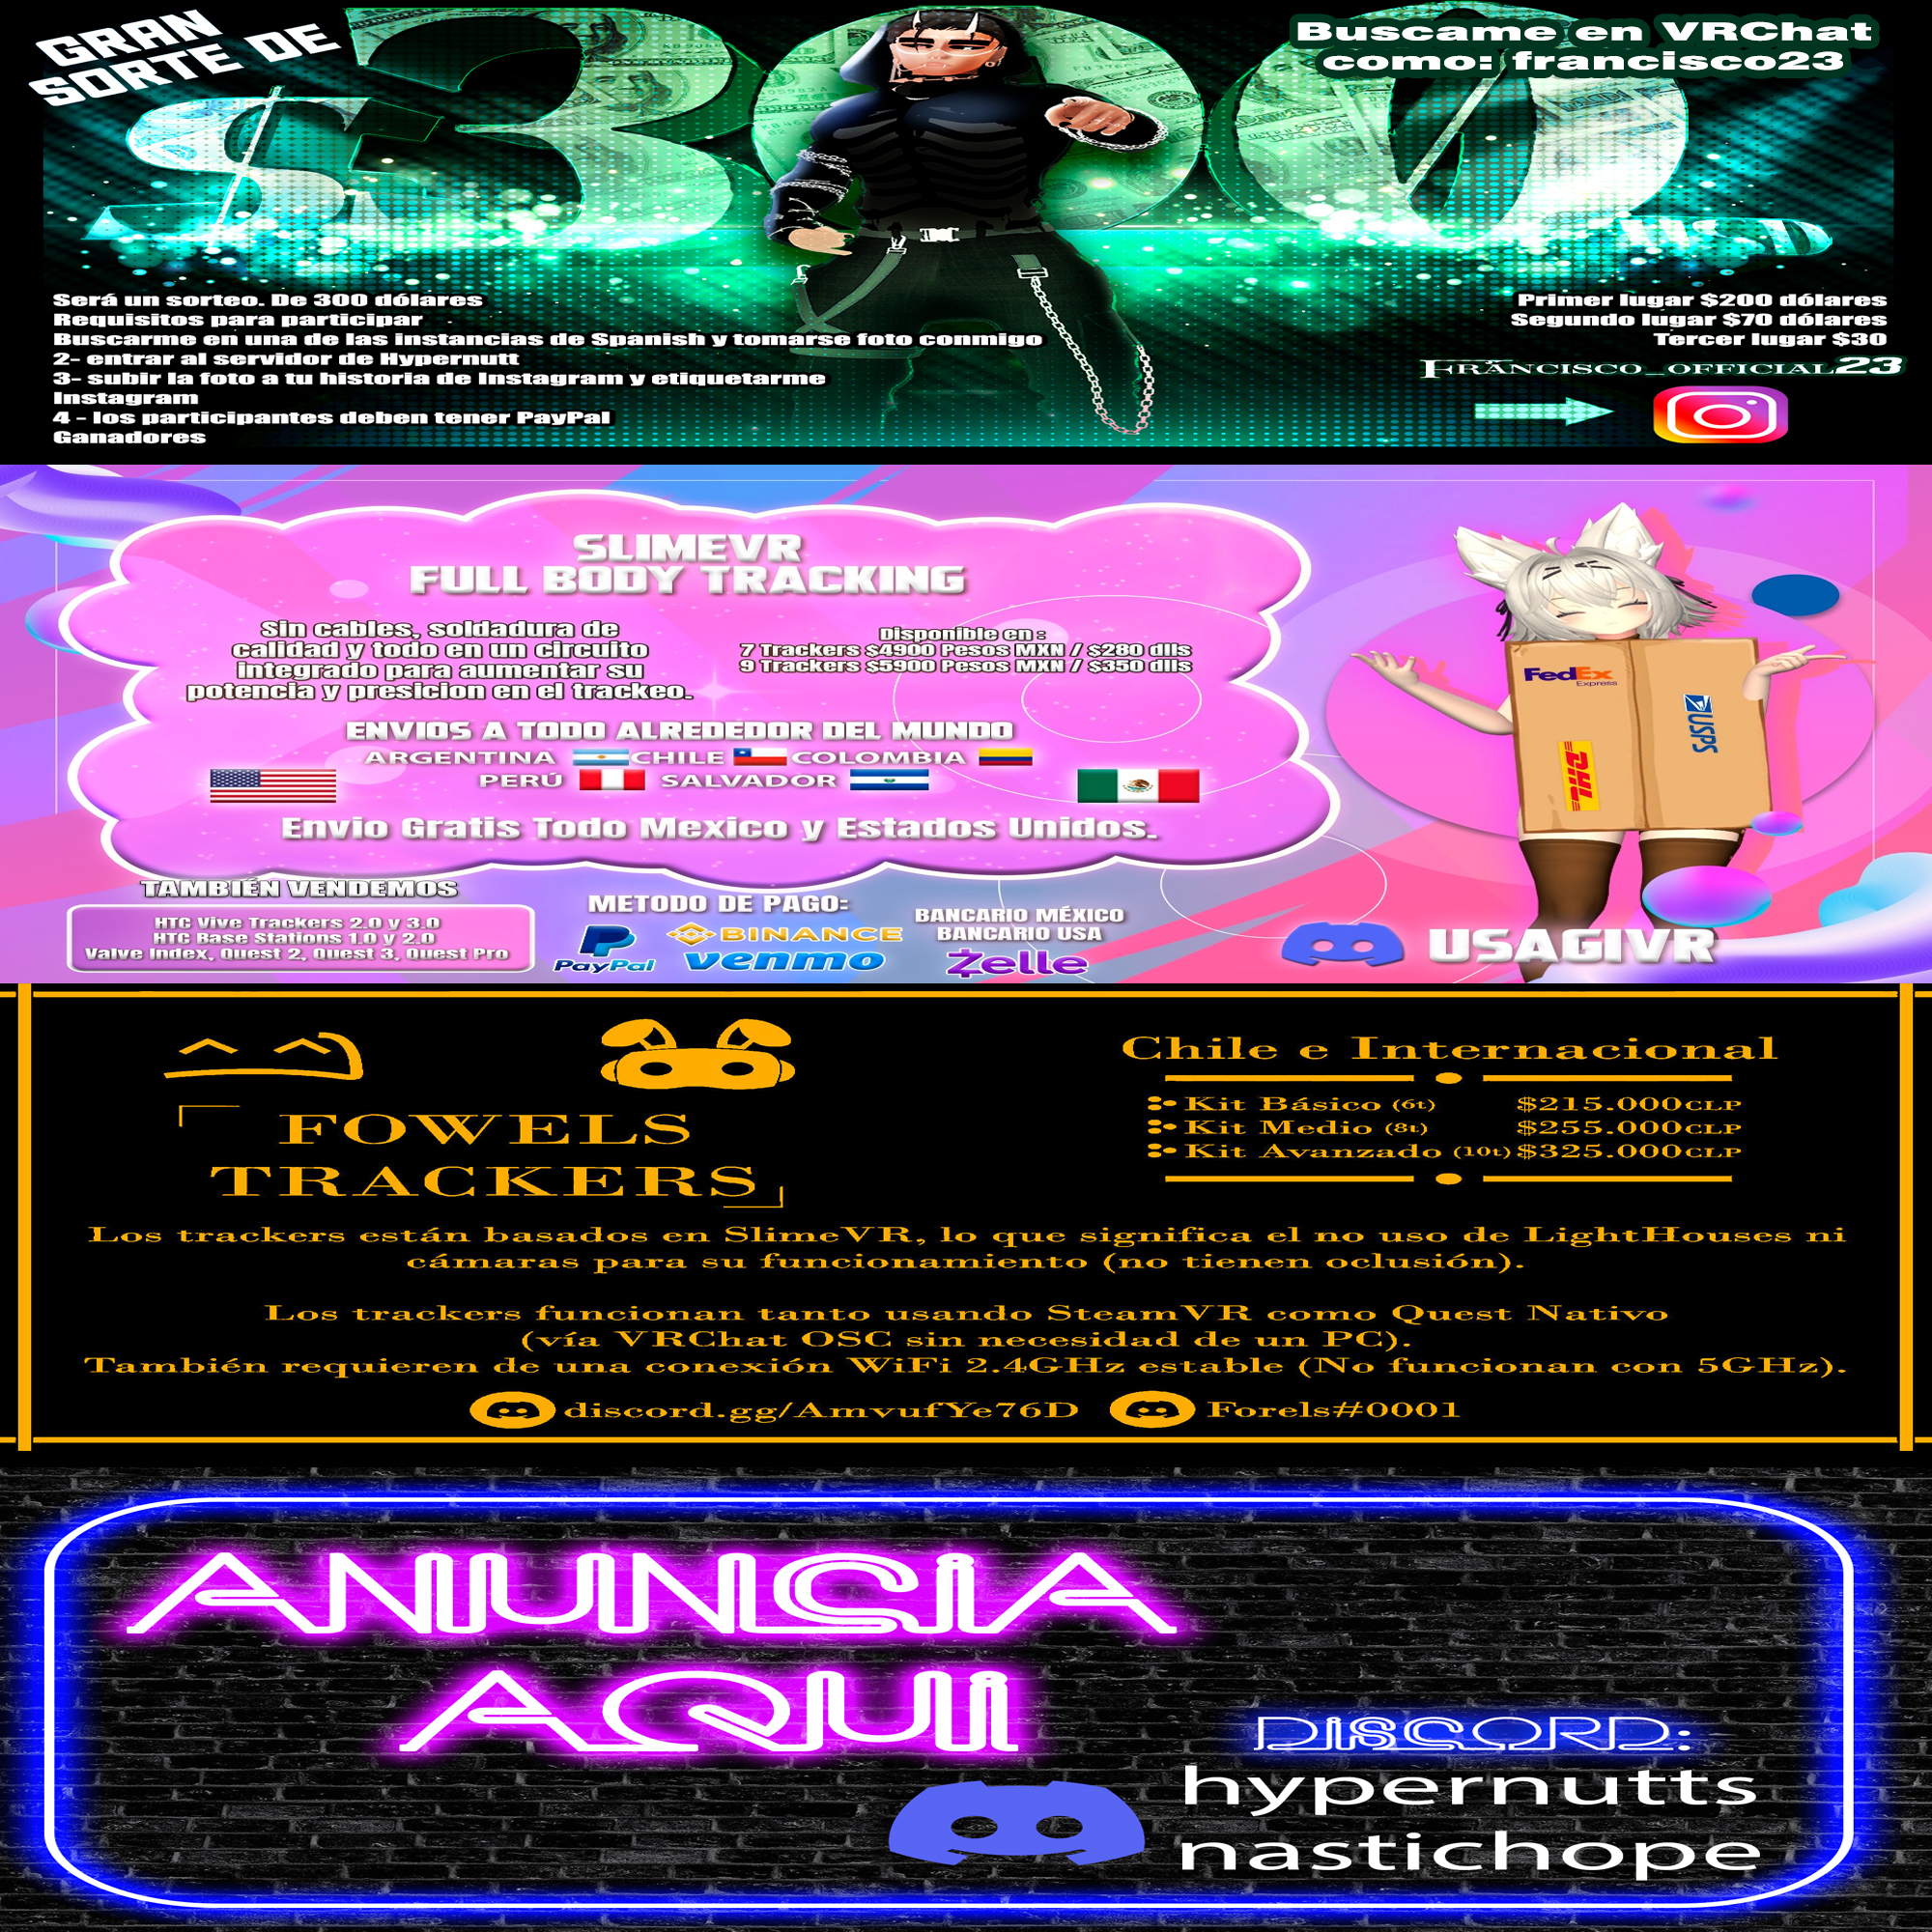 GRAN
SORTE DE
$300
USD
Buscame en VRChat
como: francisco23
Será un sorteo. De 300 dólares
Requisitos para participar
Buscarme en una de las instancias de Spanish y tomarse foto conmigo
2- entrar al servidor de Hypernutt
3- subir la foto a tu historia de Instagram y etiquetarme
Instagram
4 - los participantes deben tener PayPal
Ganadores
Primer lugar $200 dólares
Segundo lugar $70 dólares
Tercer lugar $30
FRANCISCO_OFFICIAL23
SLIMEVR
FULL BODY TRACKING
Sin cables, soldadura de
calidad y todo en un circuito
integrado para aumentar su
potencia y presicion en el trackeo.
Disponible en :
7 Trackers $4900 Pesos MXN / $280 dlls
9 Trackers $5900 Pesos MXN / $350 dlls
ENVIOS A TODO ALREDEDOR DEL MUNDO
ARGENTINA CHILE COLOMBIA
PERÚ SALVADOR
Envio Gratis Todo Mexico y Estados Unidos.
TAMBIÉN VENDEMOS
HTC Vive Trackers 2.0 y 3.0
HTC Base Stations 1.0 y 2.0
Valve Index, Quest 2, Quest 3, Quest Pro
METODO DE PAGO:
PayPal
BINANCE
venmo
BANCARIO MÉXICO
BANCARIO USA
Zelle
FedEx
Express
USPS
DHL
USAGIVR
FOWELS
TRACKERS
Chile e Internacional
Kit Básico (6t) $215.000CLP
Kit Medio (8t) $255.000CLP
Kit Avanzado (10t) $325.000CLP
Los trackers están basados en SlimeVR, lo que significa el no uso de LightHouses ni
cámaras para su funcionamiento (no tienen oclusión).
Los trackers funcionan tanto usando SteamVR como Quest Nativo
(vía VRChat OSC sin necesidad de un PC).
También requieren de una conexión WiFi 2.4GHz estable (No funcionan con 5GHz).
discord.gg/AmvufYe76D Forels#0001
ANUNCIA
AQUI
DISCORD:
hypernutts
nastichope